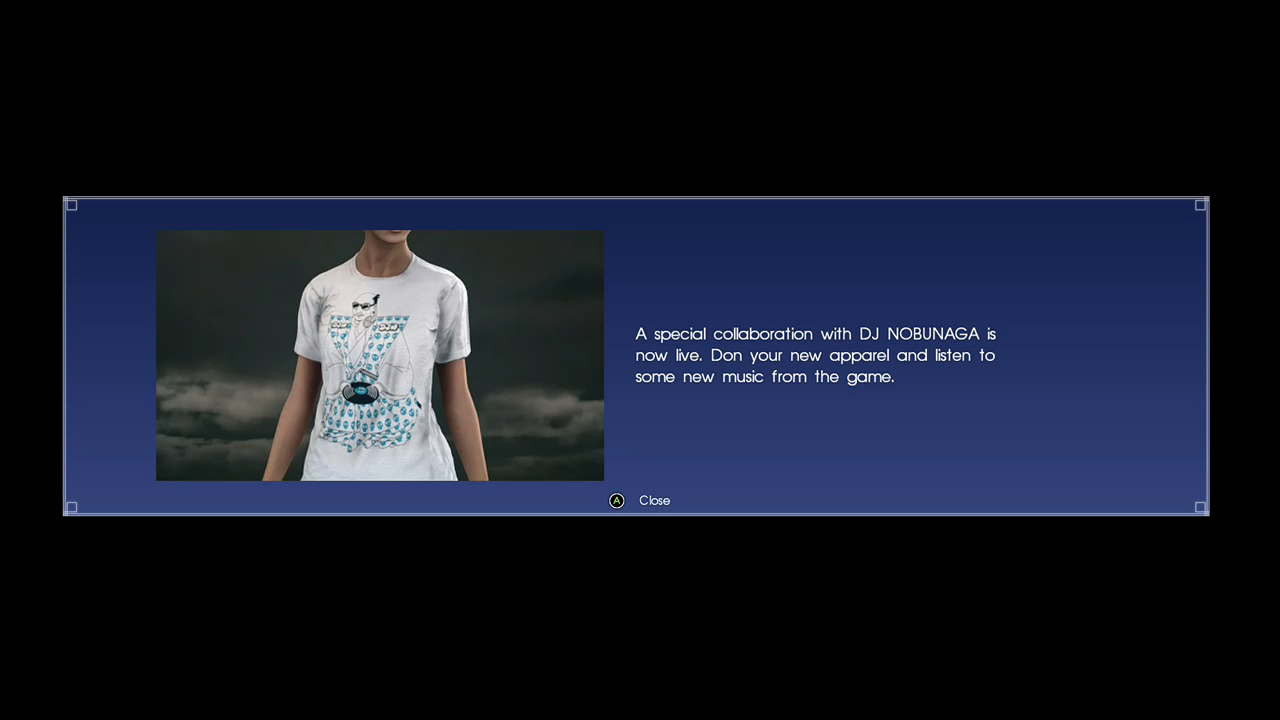 A special collaboration with DJ NOBUNAGA is
now live. Don your new apparel and listen to
some new music from the game.
A Close